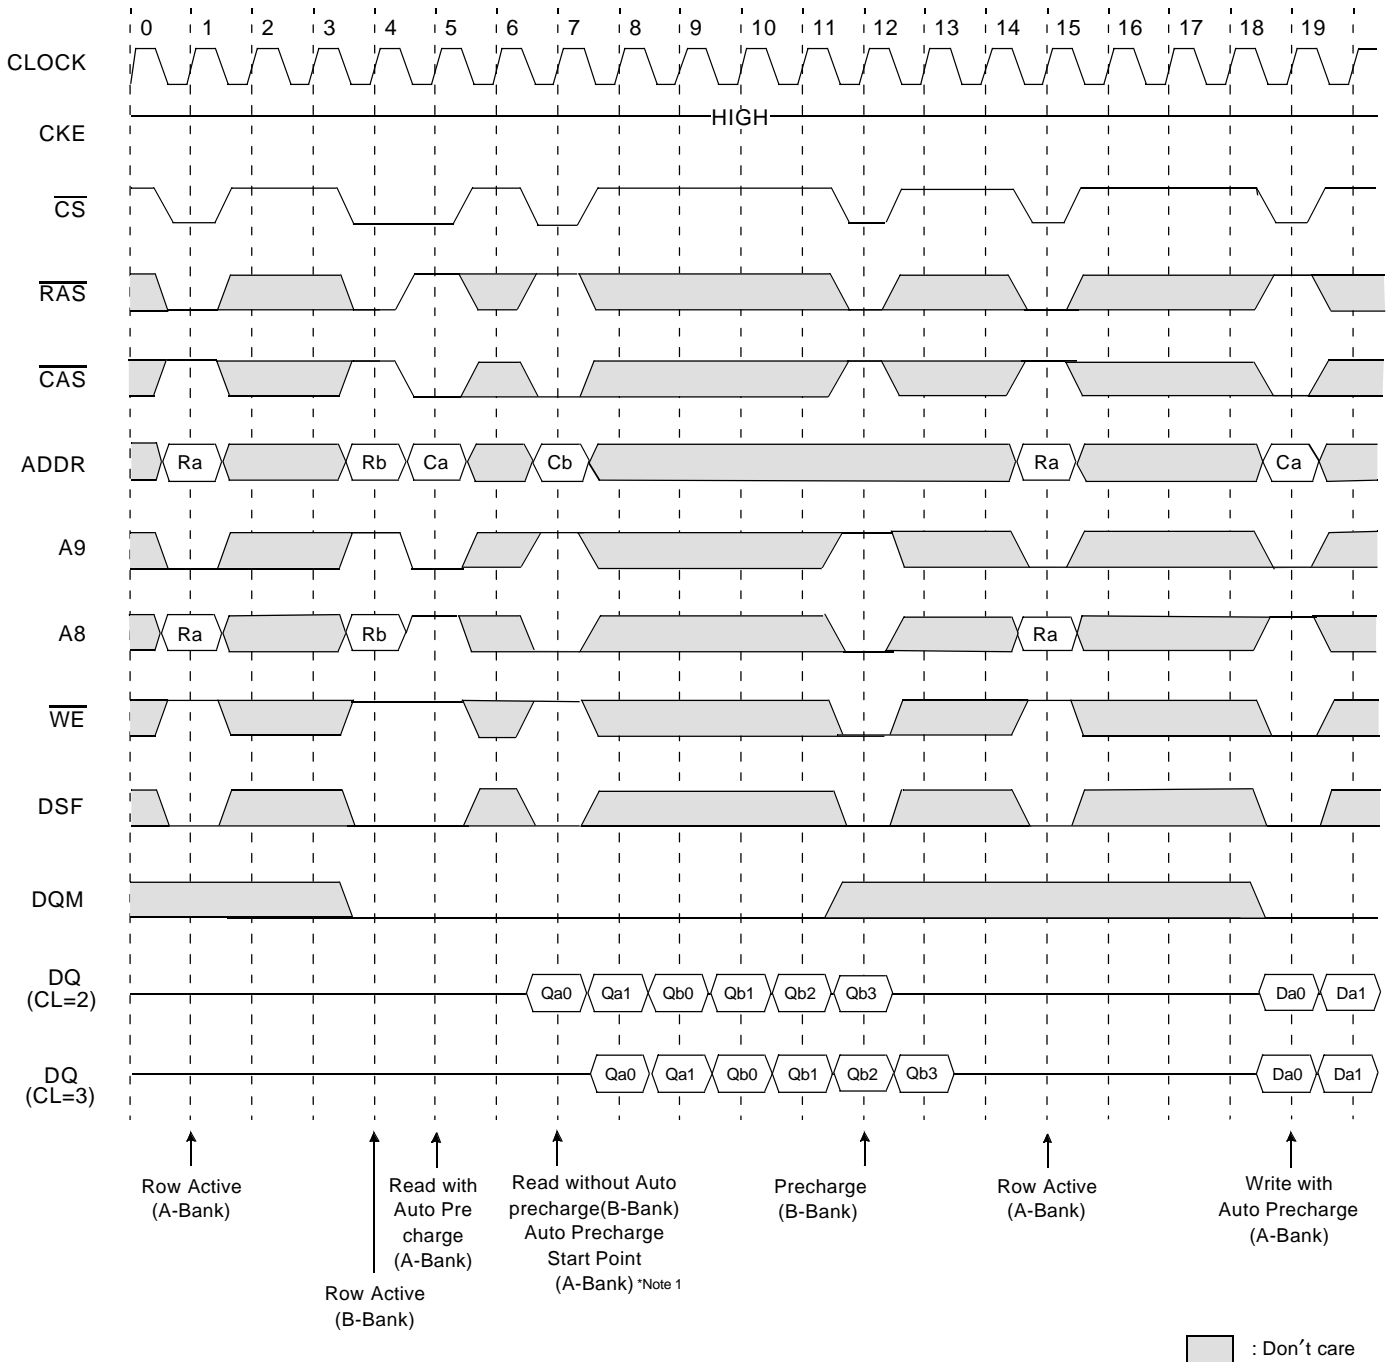 0 1 2 3 4 5 6 7 8 9 10 11 12 13 14 15 16 17 18 19
CLOCK
HIGH
CKE
CS
RAS
CAS
ADDR Ra Rb Ca Cb Ra Ca
A9
A8 Ra Rb Ra
WE
DSF
DQM
DQ
(CL=2) Qa0 Qa1 Qb0 Qb1 Qb2 Qb3 Da0 Da1
DQ
(CL=3) Qa0 Qa1 Qb0 Qb1 Qb2 Qb3 Da0 Da1
Row Active
(A-Bank)
Row Active
(B-Bank)
Read with
Auto Pre
charge
(A-Bank)
Read without Auto
precharge(B-Bank)
Auto Precharge
Start Point
(A-Bank) *Note 1
Precharge
(B-Bank)
Row Active
(A-Bank)
Write with
Auto Precharge
(A-Bank)
: Don't care